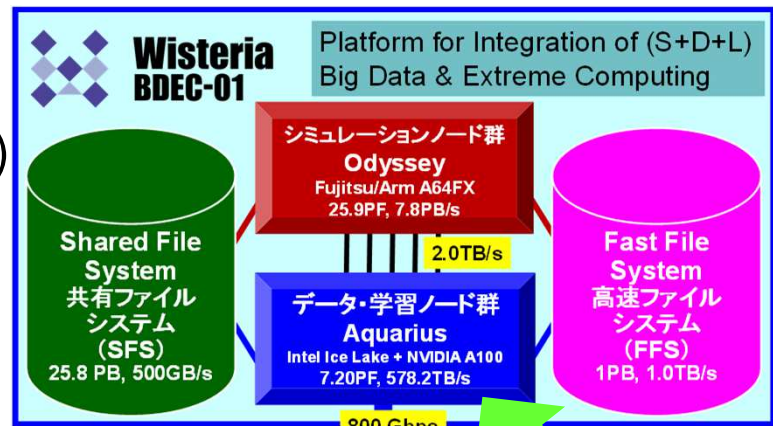 Wisteria
BDEC-01
Platform for Integration of (S+D+L)
Big Data & Extreme Computing
シミュレーションノード群
Odyssey
Fujitsu/Arm A64FX
25.9PF, 7.8PB/s
2.0TB/s
Shared File
System
共有ファイル
システム
(SFS)
25.8 PB, 500GB/s
データ・学習ノード群
Aquarius
Intel Ice Lake + NVIDIA A100
7.20PF, 578.2TB/s
Fast File
System
高速ファイル
システム
(FFS)
1PB, 1.0TB/s
800 Gbps
)